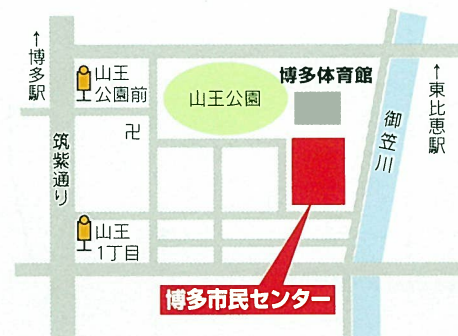 ↑博多駅
山王
公園前
山王公園
博多体育館
↑東比恵駅
御笠川
卍
筑紫通り
山王
1丁目
博多市民センター